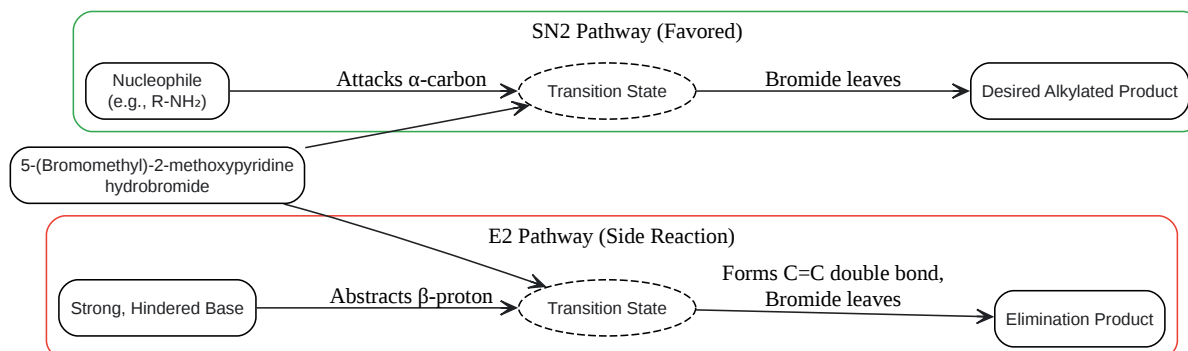 SN2 Pathway (Favored)
Nucleophile
(e.g., R-NH₂)
Attacks α-carbon
Transition State
Bromide leaves
Desired Alkylated Product
5-(Bromomethyl)-2-methoxypyridine
hydrobromide
E2 Pathway (Side Reaction)
Strong, Hindered Base
Abstracts β-proton
Transition State
Forms C=C double bond,
Bromide leaves
Elimination Product